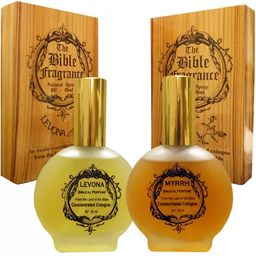 The
Bible
Fragrance
Natural Spray
LEVONA
The
Bible
Fragrance
Spray
LEVONA
BIBLICAL PERFUME
From the Land of the Bible
Concentrated Cologne
MYRRH
BIBLICAL PERFUME
From the Land of the Bible
Concentrated Cologne